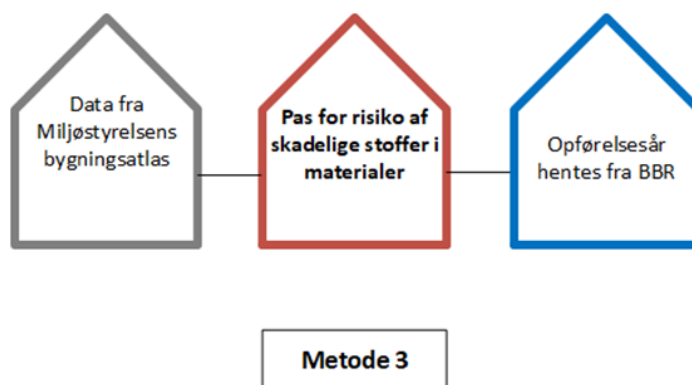 Data fra
Miljøstyrelsens
bygningsatlas
Pas for risiko af
skadelige stoffer i
materialer
Opførelsesår
hentes fra BBR
Metode 3